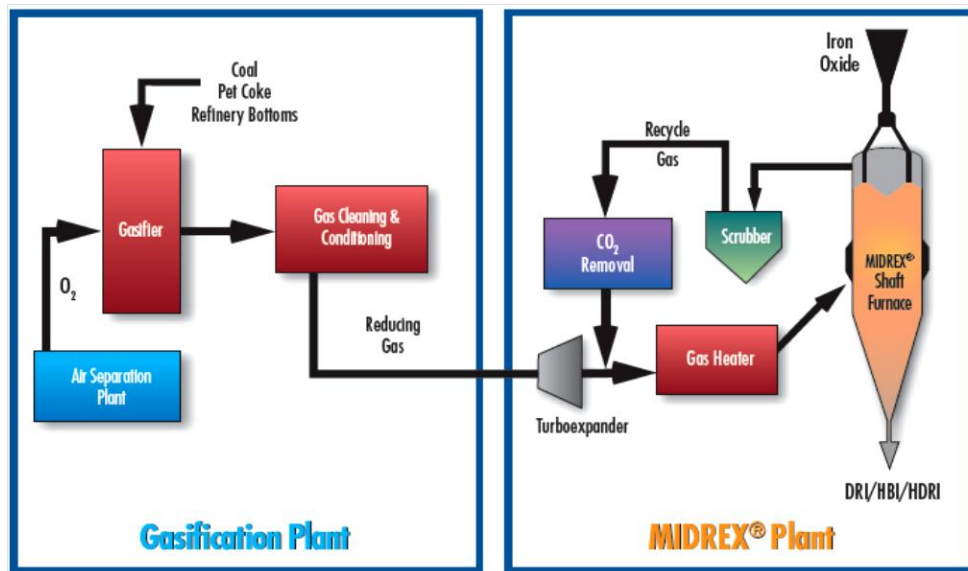 Coal
Pet Coke
Refinery Bottoms
Gasifier
O₂
Air Separation
Plant
Gas Cleaning &
Conditioning
Reducing
Gas
Gasification Plant
Iron
Oxide
Recycle
Gas
CO₂
Removal
Scrubber
MIDREX®
Shaft
Furnace
Gas Heater
Turboexpander
DRI/HBI/HDRI
MIDREX® Plant